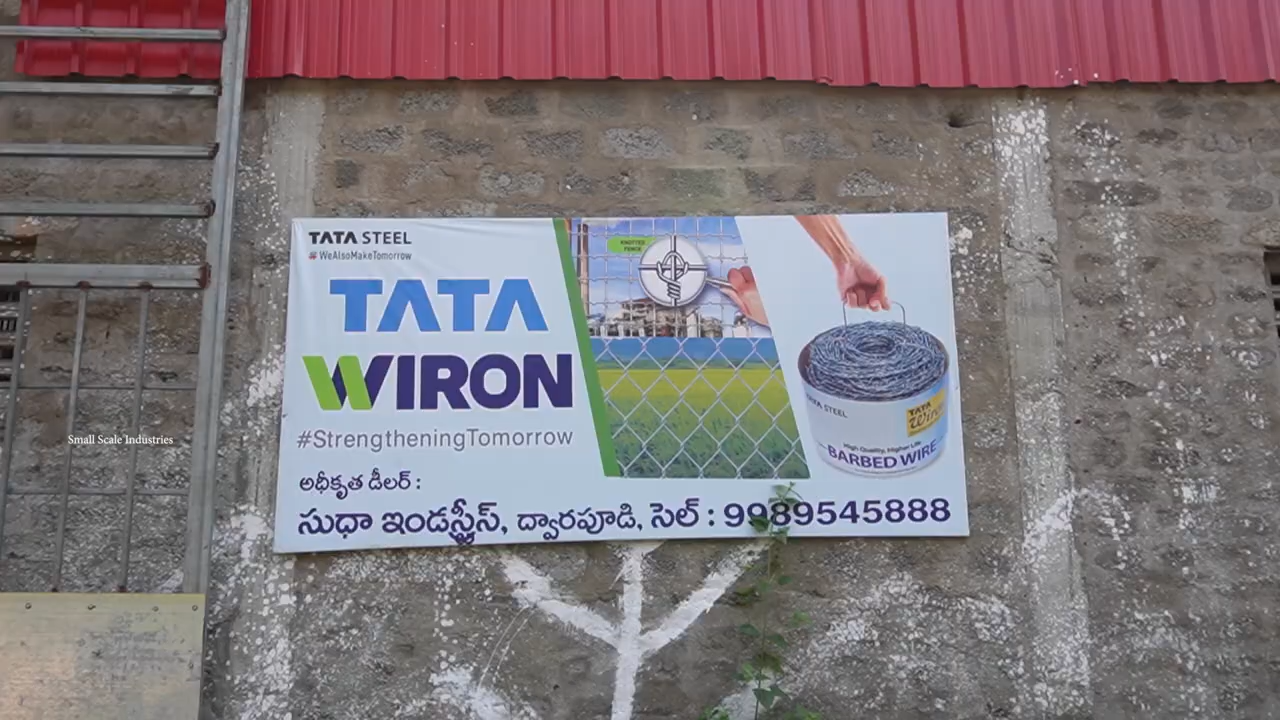 TATA STEEL
# WeAlsoMakeTomorrow
TATA
WIRON
#StrengtheningTomorrow
అధీకృత డీలర్ :
సుధా ఇండస్ట్రీస్, ద్వారపూడి, సెల్ : 9989545888
KNOTTED
FENCE
TATA STEEL
TATA
Wiron
High Quality, Higher Life
BARBED WIRE
Small Scale Industries